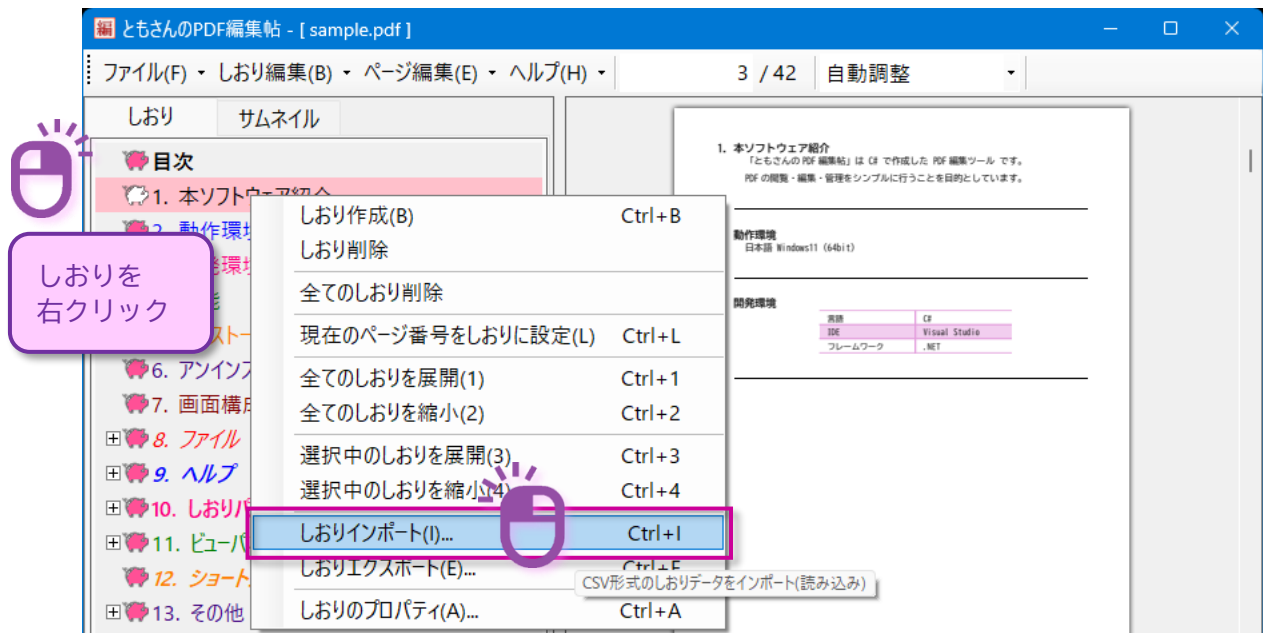 編 ともさんのPDF編集帖 - [ sample.pdf ]
ファイル(F) しおり編集(B) ページ編集(E) ヘルプ(H) 3 / 42 自動調整
しおり サムネイル
目次
1. 本ソフトウェア紹介
2. 動作環境
発環境
ストー
6. アンインス
7. 画面構成
8. ファイル
9. ヘルプ
10. しおりパ
11. ビューパ
12. ショート
13. その他
しおりを
右クリック
しおり作成(B) Ctrl+B
しおり削除
全てのしおり削除
現在のページ番号をしおりに設定(L) Ctrl+L
全てのしおりを展開(1) Ctrl+1
全てのしおりを縮小(2) Ctrl+2
選択中のしおりを展開(3) Ctrl+3
選択中のしおりを縮小(4) Ctrl+4
しおりインポート(I)... Ctrl+I
しおりエクスポート(E)... Ctrl+E
CSV形式のしおりデータをインポート(読み込み)
しおりのプロパティ(A)... Ctrl+A
1. 本ソフトウェア紹介
「ともさんの PDF 編集帖」は C# で作成した PDF 編集ツール です。
PDF の閲覧・編集・管理をシンプルに行うことを目的としています。
動作環境
日本語 Windows11 (64bit)
開発環境
言語 C#
IDE Visual Studio
フレームワーク .NET